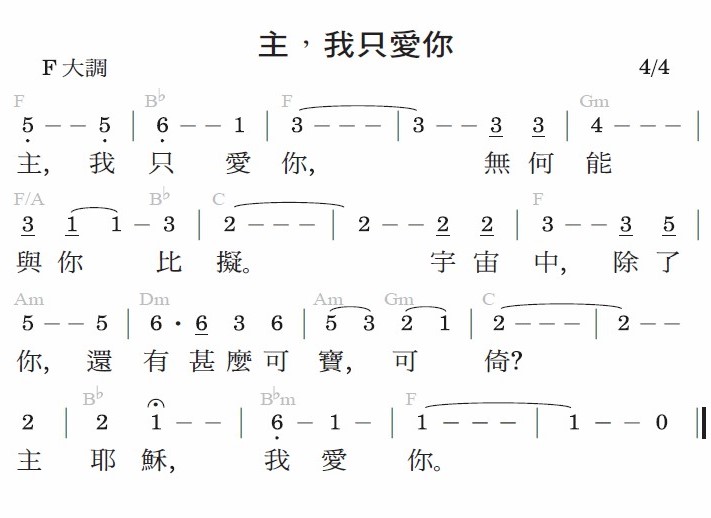 主，我只愛你
F 大調 4/4
F B♭ F Gm
5 – – 5 | 6 – – 1 | 3 – – – | 3 – – 3 3 | 4 – – – |
主, 我 只 愛 你, 無 何 能
F/A B♭ C F
3 1 1 – 3 | 2 – – – | 2 – – 2 2 | 3 – – 3 5 |
與 你 比 擬。 宇 宙 中, 除 了
Am Dm Am Gm C
5 – – 5 | 6 · 6 3 6 | 5 3 2 1 | 2 – – – | 2 – –
你, 還 有 甚 麼 可 寶, 可 倚?
B♭ B♭m F
2 | 2 1 – – | 6 – 1 – | 1 – – – | 1 – – 0 ‖
主 耶 穌, 我 愛 你。